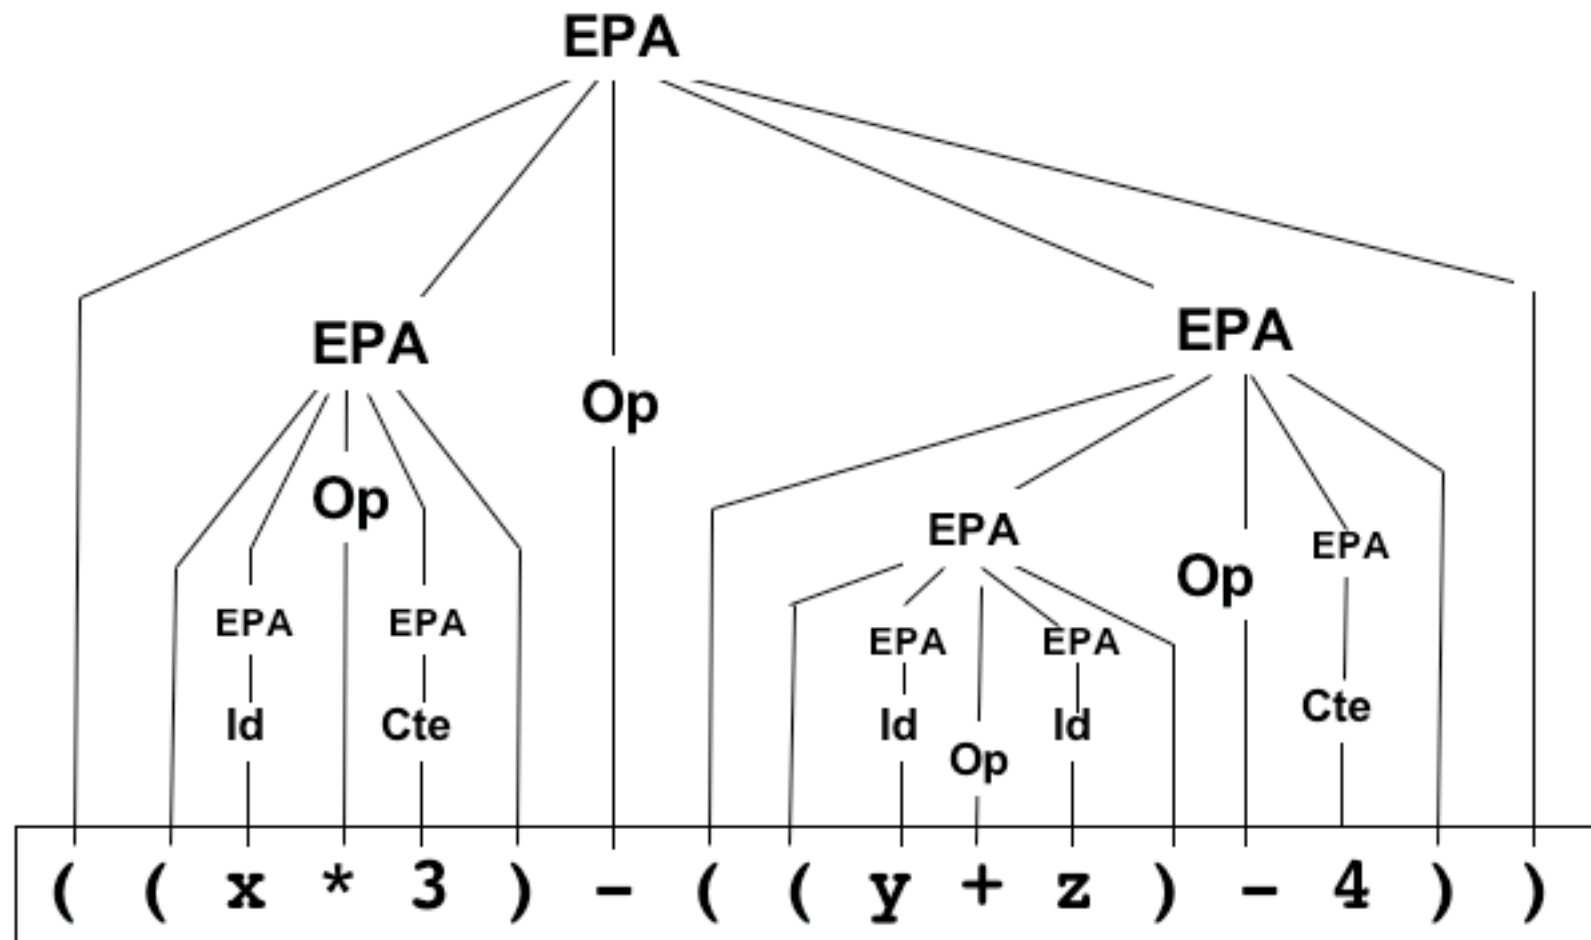 EPA
EPA EPA
Op
Op
EPA
EPA
Op
EPA EPA
EPA EPA
Id Cte Id Id Cte
Op
( ( x * 3 ) - ( ( y + z ) - 4 ) )